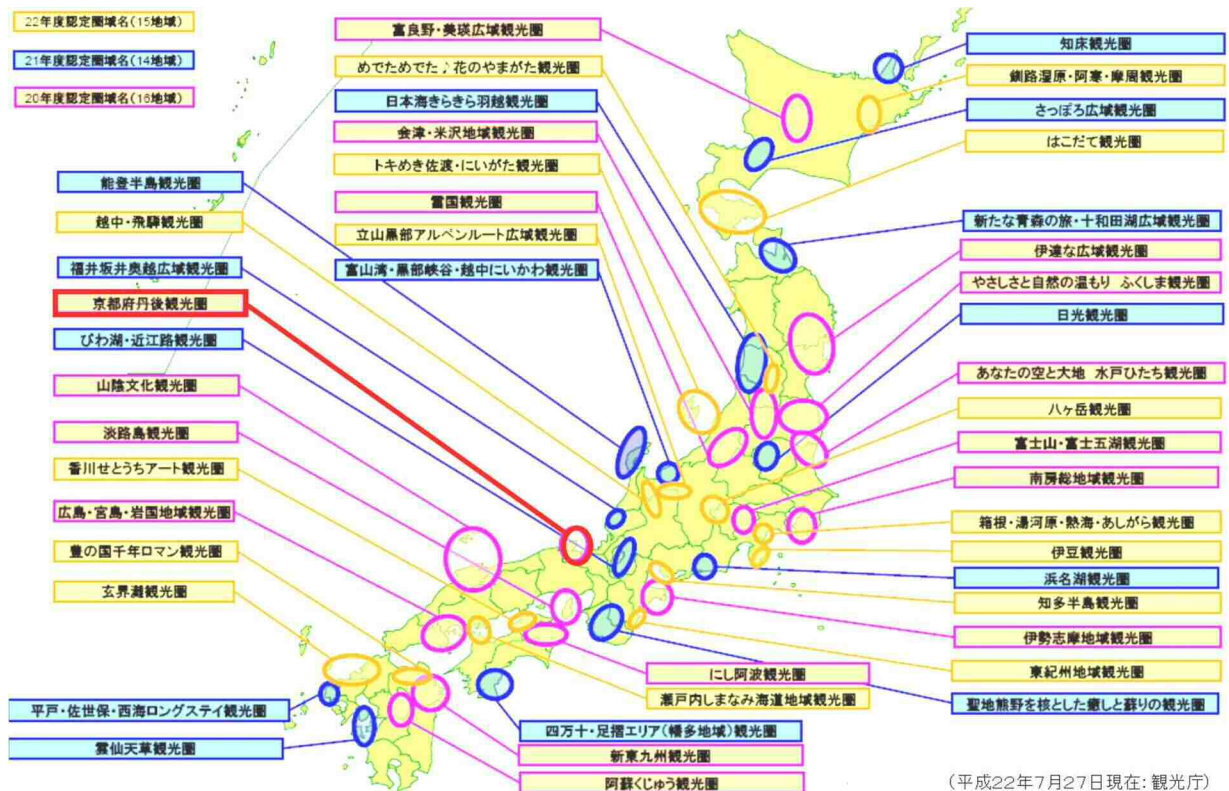 22年度認定圏域名(15地域)
21年度認定圏域名(14地域)
20年度認定圏域名(16地域)
富良野・美瑛広域観光圏
めでためでた♪花のやまがた観光圏
日本海きらきら羽越観光圏
会津・米沢地域観光圏
トキめき佐渡・にいがた観光圏
雪国観光圏
立山黒部アルペンルート広域観光圏
富山湾・黒部峡谷・越中にいかわ観光圏
能登半島観光圏
越中・飛騨観光圏
福井坂井奥越広域観光圏
京都府丹後観光圏
びわ湖・近江路観光圏
山陰文化観光圏
淡路島観光圏
香川せとうちアート観光圏
広島・宮島・岩国地域観光圏
豊の国千年ロマン観光圏
玄界灘観光圏
平戸・佐世保・西海ロングステイ観光圏
雲仙天草観光圏
知床観光圏
釧路湿原・阿寒・摩周観光圏
さっぽろ広域観光圏
はこだて観光圏
新たな青森の旅・十和田湖広域観光圏
伊達な広域観光圏
やさしさと自然の温もり ふくしま観光圏
日光観光圏
あなたの空と大地 水戸ひたち観光圏
八ヶ岳観光圏
富士山・富士五湖観光圏
南房総地域観光圏
箱根・湯河原・熱海・あしがら観光圏
伊豆観光圏
浜名湖観光圏
知多半島観光圏
伊勢志摩地域観光圏
東紀州地域観光圏
聖地熊野を核とした癒しと蘇りの観光圏
にし阿波観光圏
瀬戸内しまなみ海道地域観光圏
四万十・足摺エリア(幡多地域)観光圏
新東九州観光圏
阿蘇くじゅう観光圏
(平成22年7月27日現在:観光庁)